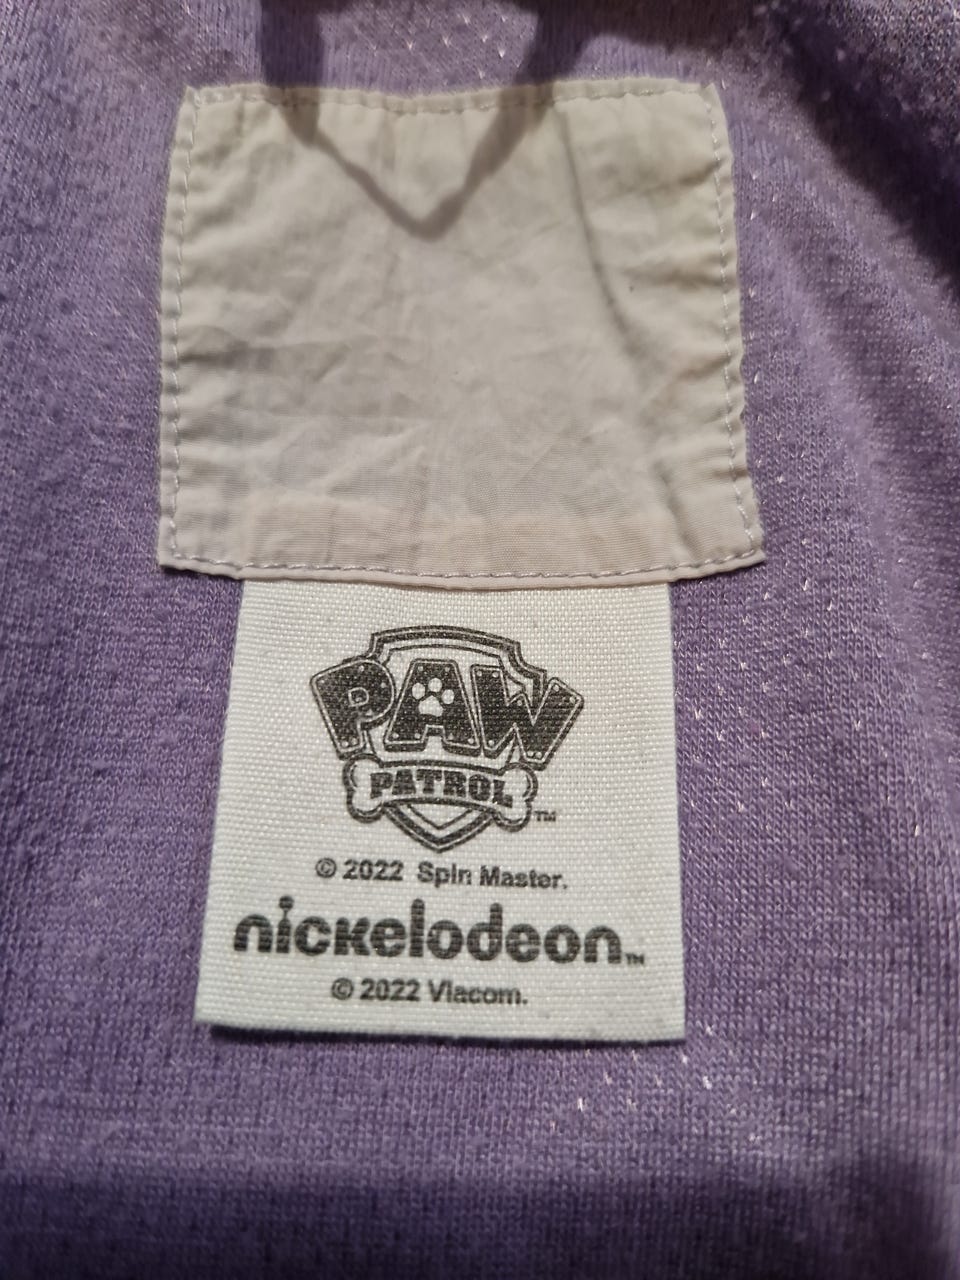 PAW
PATROL TM
© 2022 Spin Master.
nickelodeon TM
© 2022 Viacom.